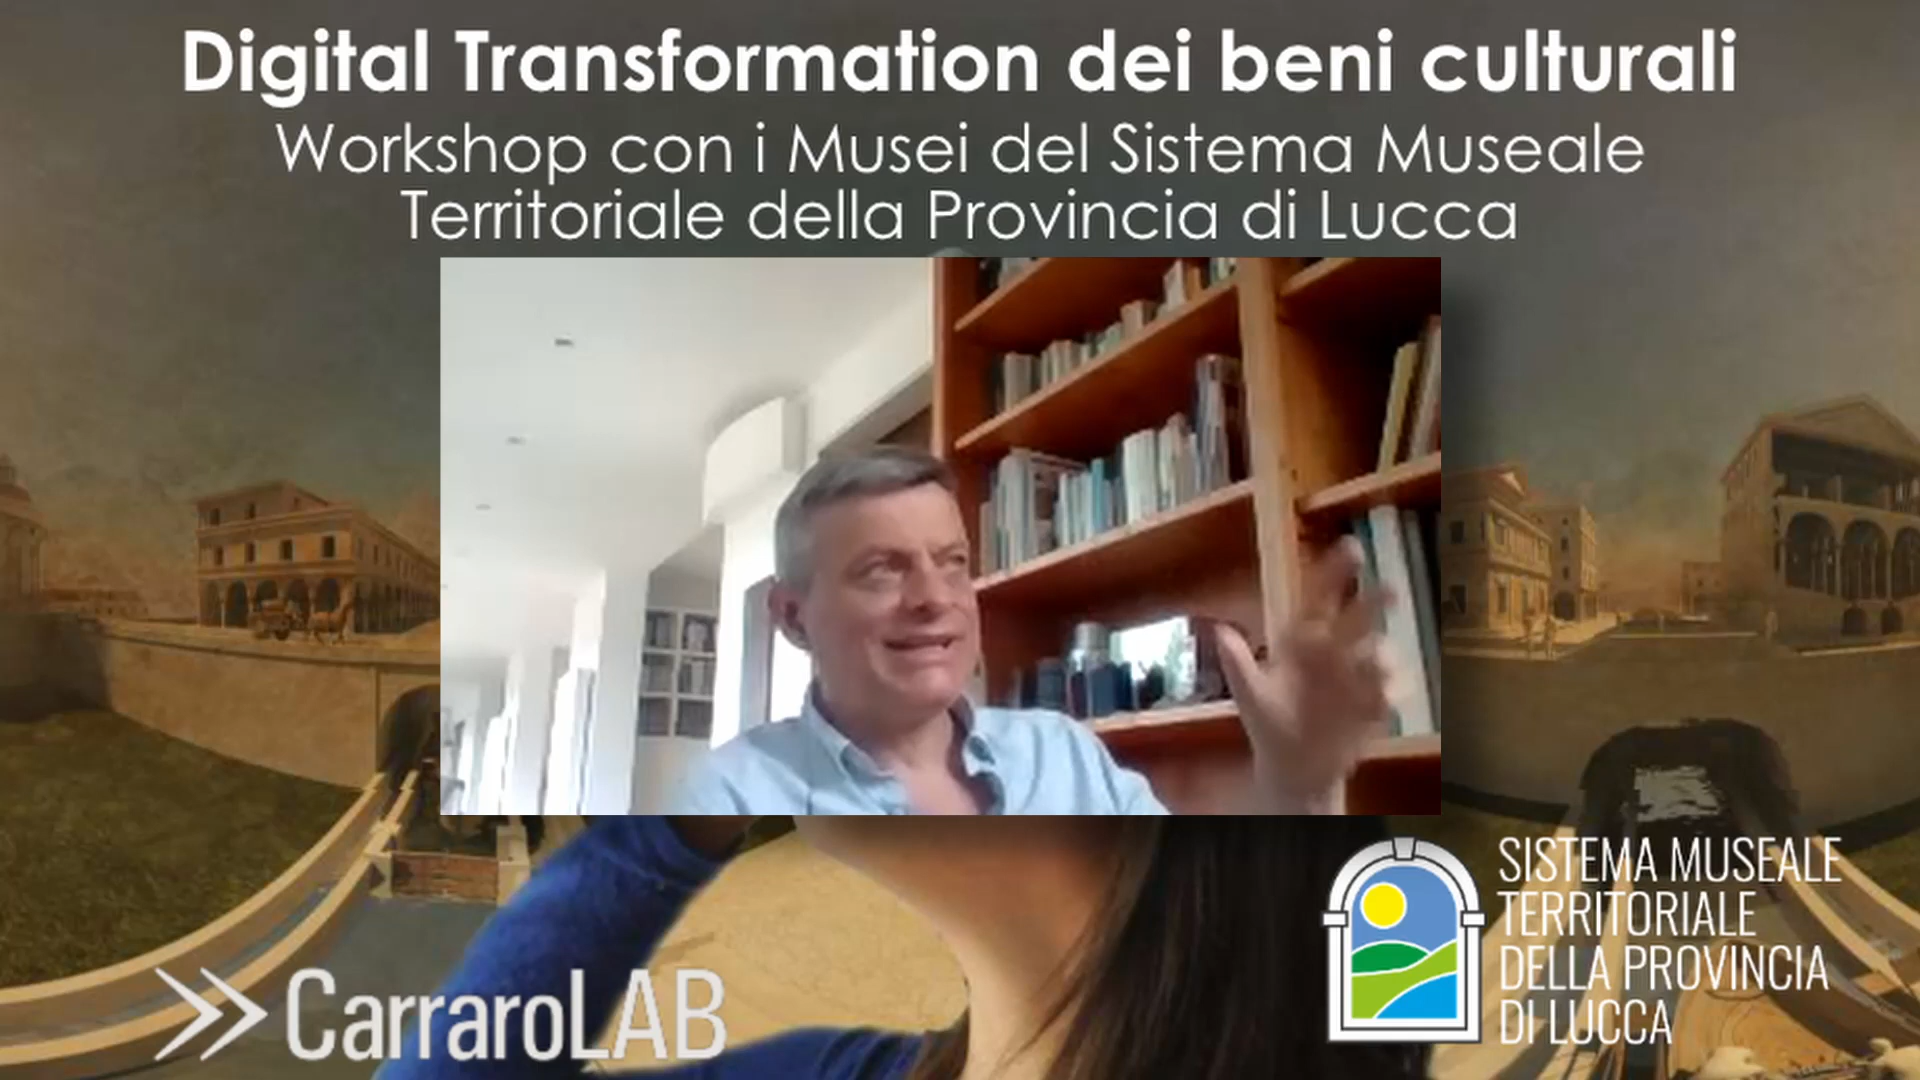 Digital Transformation dei beni culturali
Workshop con i Musei del Sistema Museale
Territoriale della Provincia di Lucca
CarraroLAB
SISTEMA MUSEALE
TERRITORIALE
DELLA PROVINCIA
DI LUCCA